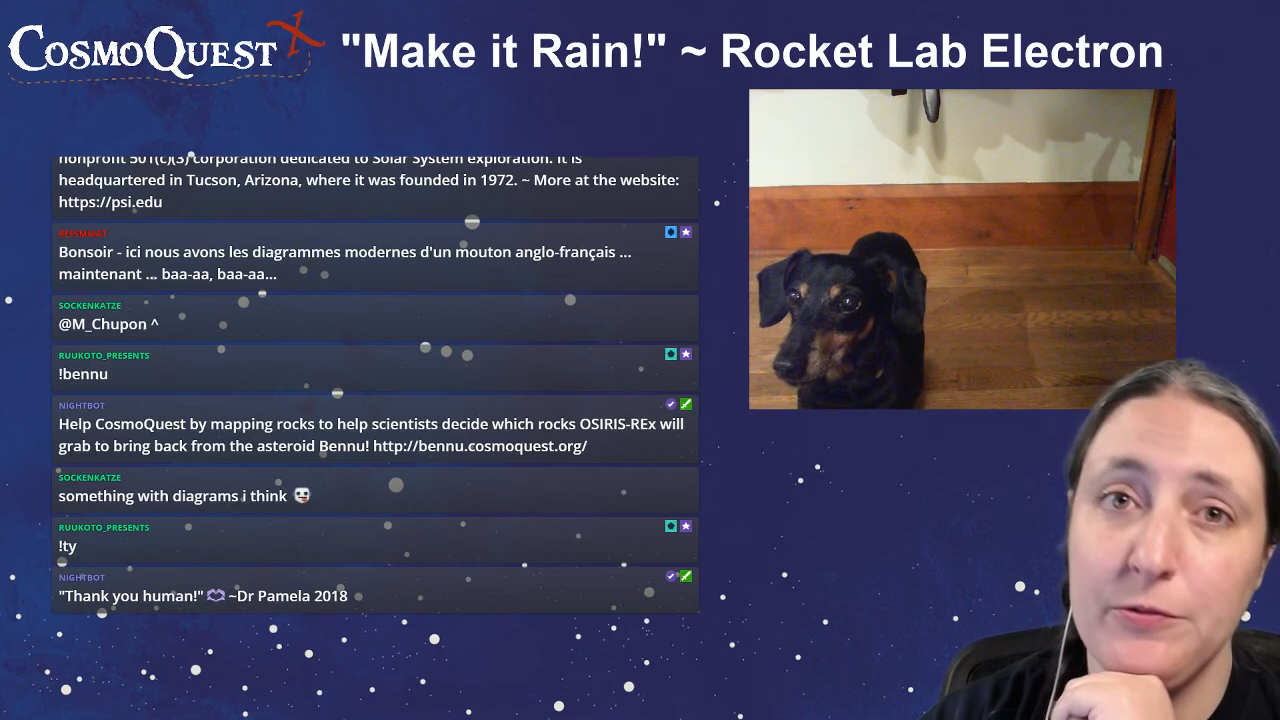 CosmoQuest X
"Make it Rain!" ~ Rocket Lab Electron
nonprofit 501(c)(3) corporation dedicated to Solar System exploration. It is
headquartered in Tucson, Arizona, where it was founded in 1972. ~ More at the website:
https://psi.edu
REESMMAT
Bonsoir - ici nous avons les diagrammes modernes d'un mouton anglo-français ...
maintenant ... baa-aa, baa-aa...
SOCKENKATZE
@M_Chupon ^
RUUKOTO_PRESENTS
!bennu
NIGHTBOT
Help CosmoQuest by mapping rocks to help scientists decide which rocks OSIRIS-REx will
grab to bring back from the asteroid Bennu! http://bennu.cosmoquest.org/
SOCKENKATZE
something with diagrams i think
RUUKOTO_PRESENTS
!ty
NIGHTBOT
"Thank you human!" ~Dr Pamela 2018